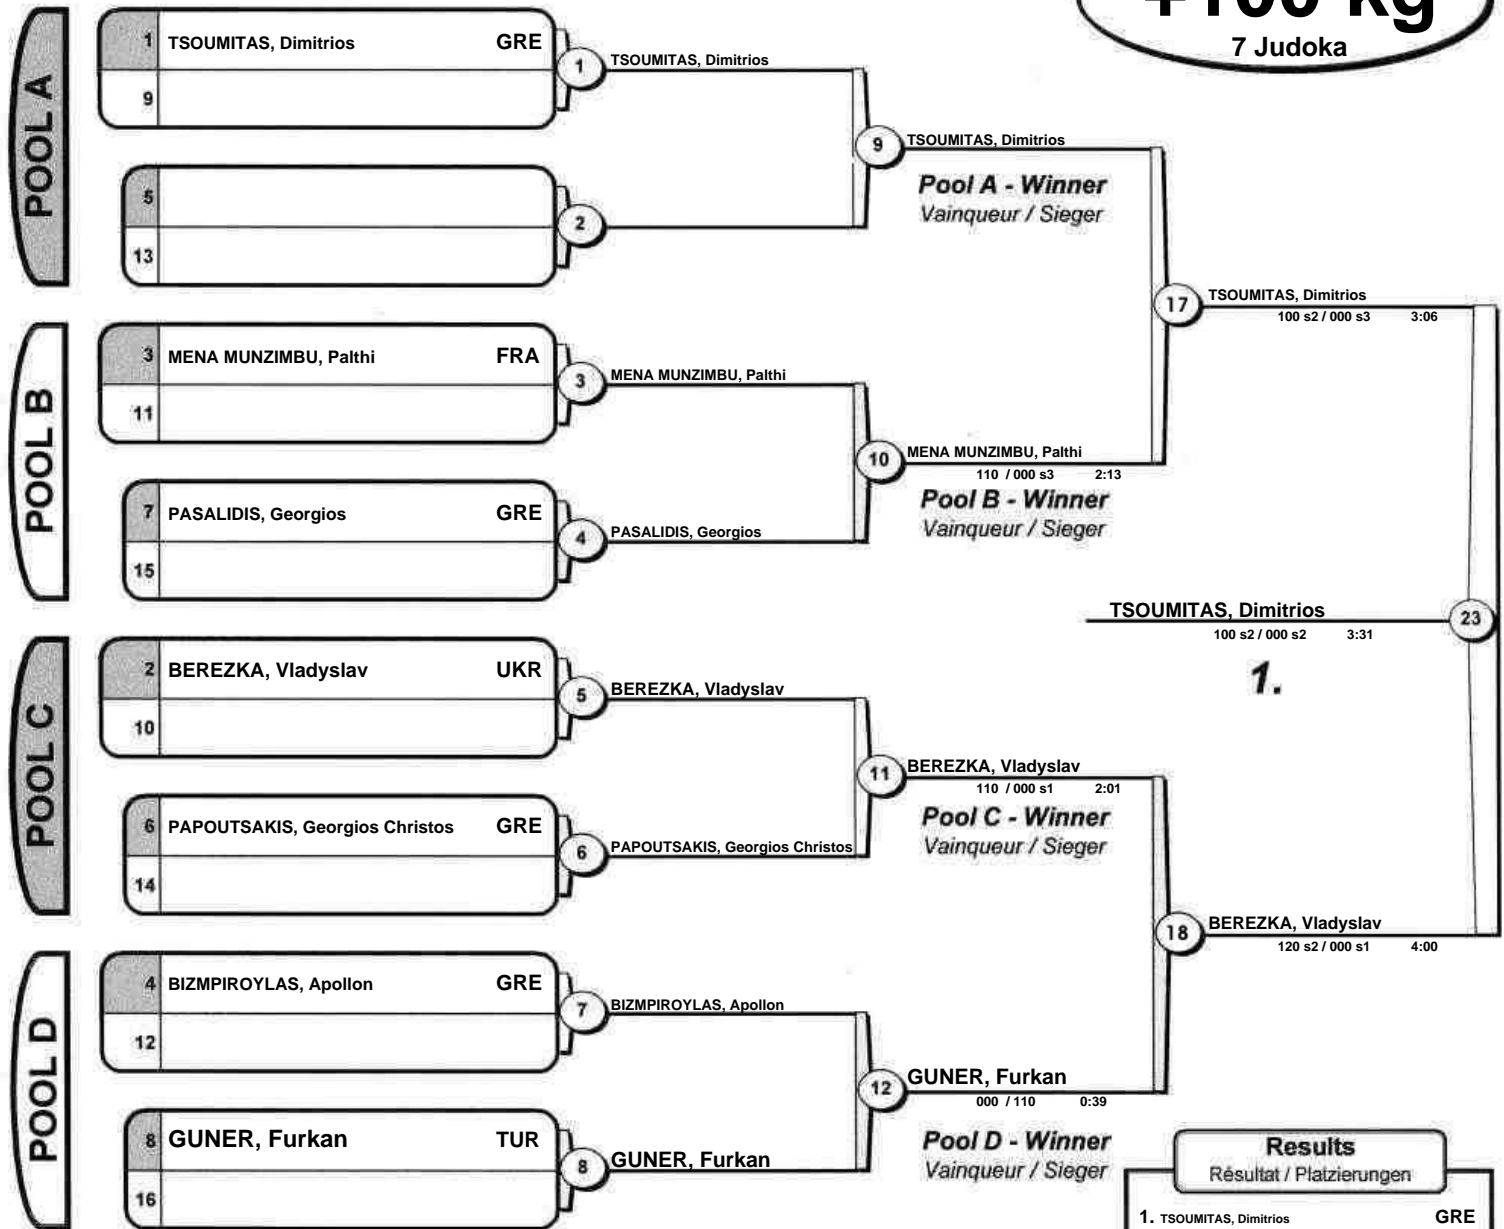 +100 kg
7 Judoka
POOL A
1 TSOUMITAS, Dimitrios GRE
9
5
13
1 TSOUMITAS, Dimitrios
2
9 TSOUMITAS, Dimitrios
Pool A - Winner
Vainqueur / Sieger
POOL B
3 MENA MUNZIMBU, Palthi FRA
11
7 PASALIDIS, Georgios GRE
15
3 MENA MUNZIMBU, Palthi
4 PASALIDIS, Georgios
10 MENA MUNZIMBU, Palthi
110 / 000 s3 2:13
Pool B - Winner
Vainqueur / Sieger
17 TSOUMITAS, Dimitrios
100 s2 / 000 s3 3:06
TSOUMITAS, Dimitrios 23
100 s2 / 000 s2 3:31
1.
POOL C
2 BEREZKA, Vladyslav UKR
10
6 PAPOUTSAKIS, Georgios Christos GRE
14
5 BEREZKA, Vladyslav
6 PAPOUTSAKIS, Georgios Christos
11 BEREZKA, Vladyslav
110 / 000 s1 2:01
Pool C - Winner
Vainqueur / Sieger
18 BEREZKA, Vladyslav
120 s2 / 000 s1 4:00
POOL D
4 BIZMPIROYLAS, Apollon GRE
12
8 GUNER, Furkan TUR
16
7 BIZMPIROYLAS, Apollon
8 GUNER, Furkan
12 GUNER, Furkan
000 / 110 0:39
Pool D - Winner
Vainqueur / Sieger
Results
Résultat / Platzierungen
1. TSOUMITAS, Dimitrios GRE